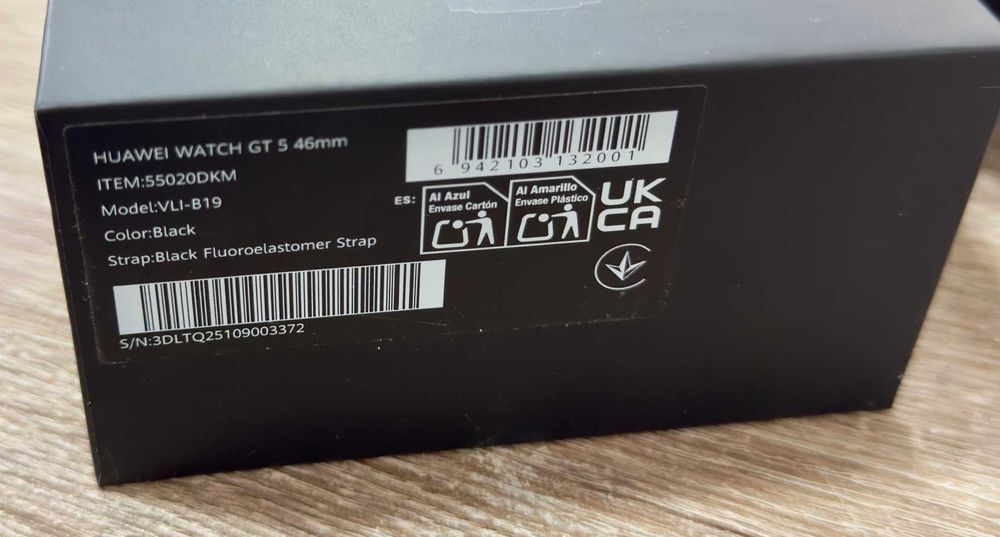 HUAWEI WATCH GT 5 46mm
ITEM:55020DKM
Model:VLI-B19
Color:Black
Strap:Black Fluoroelastomer Strap
S/N:3DLTQ25109003372
6 942103 132001
ES:
Al Azul
Envase Cartón
Al Amarillo
Envase Plástico
UK
CA